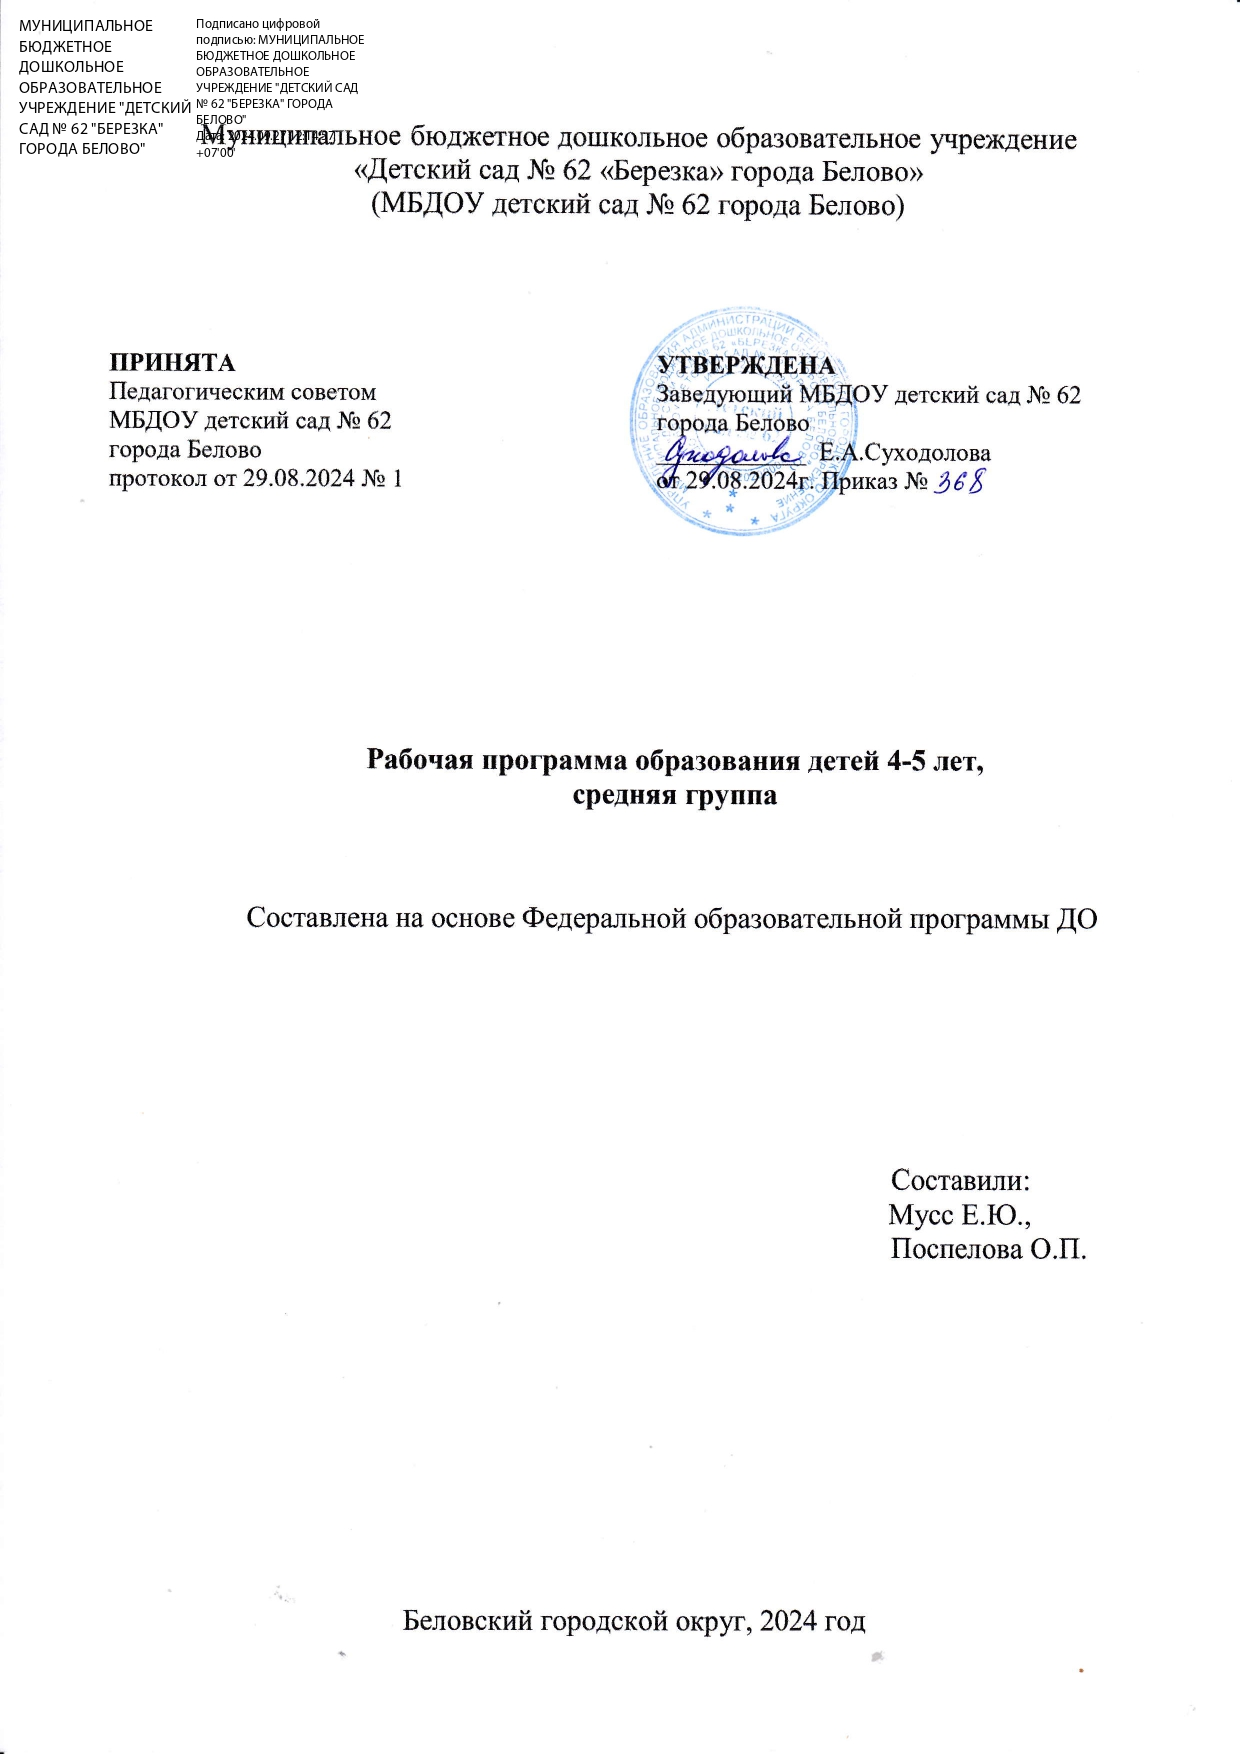 МУНИЦИПАЛЬНОЕ
БЮДЖЕТНОЕ
ДОШКОЛЬНОЕ
ОБРАЗОВАТЕЛЬНОЕ
УЧРЕЖДЕНИЕ "ДЕТСКИЙ
САД № 62 "БЕРЕЗКА"
ГОРОДА БЕЛОВО"
Подписано цифровой
подписью: МУНИЦИПАЛЬНОЕ
БЮДЖЕТНОЕ ДОШКОЛЬНОЕ
ОБРАЗОВАТЕЛЬНОЕ
УЧРЕЖДЕНИЕ "ДЕТСКИЙ САД
№ 62 "БЕРЕЗКА" ГОРОДА
БЕЛОВО"
Дата:
+07'00'
Муниципальное бюджетное дошкольное образовательное учреждение
«Детский сад № 62 «Березка» города Белово»
(МБДОУ детский сад № 62 города Белово)
ПРИНЯТА
Педагогическим советом
МБДОУ детский сад № 62
города Белово
протокол от 29.08.2024 № 1
УТВЕРЖДЕНА
Заведующий МБДОУ детский сад № 62
города Белово
Суходолова Е.А.Суходолова
от 29.08.2024г. Приказ № 368
Рабочая программа образования детей 4-5 лет,
средняя группа
Составлена на основе Федеральной образовательной программы ДО
Составили:
Мусс Е.Ю.,
Поспелова О.П.
Беловский городской округ, 2024 год